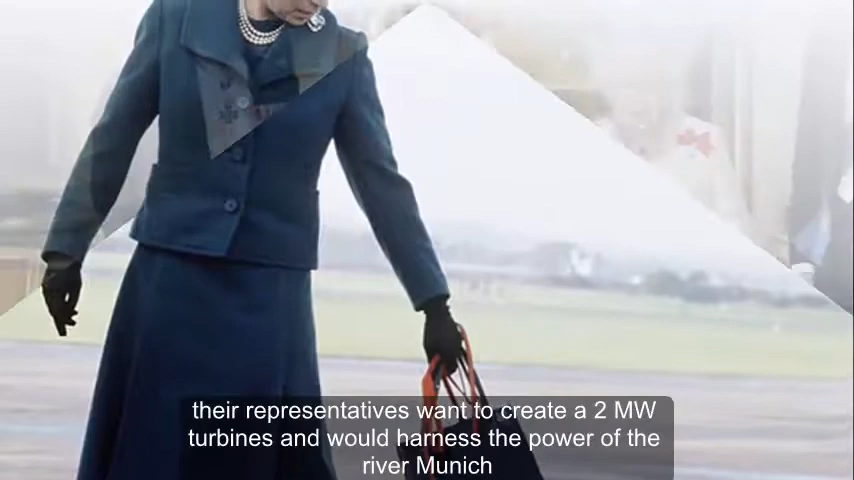 their representatives want to create a 2 MW
turbines and would harness the power of the
river Munich